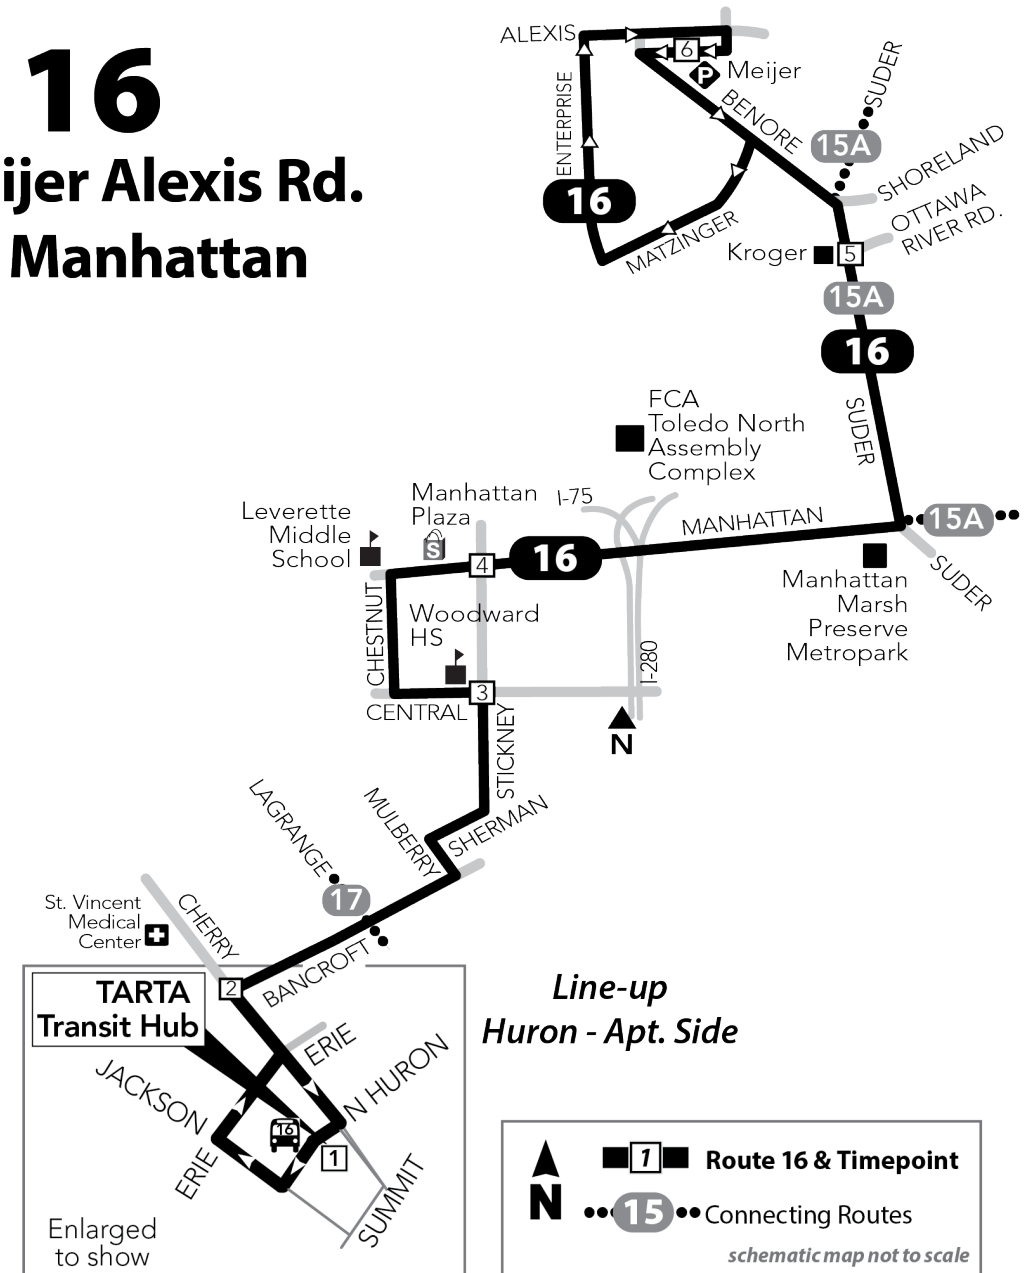 16
ijer Alexis Rd.
Manhattan
ALEXIS
6
P Meijer
SUDER
BENORE
15A
ENTERPRISE
SHORELAND
16
OTTAWA
RIVER RD.
MATZINGER
Kroger
5
15A
16
SUDER
FCA
Toledo North
Assembly
Complex
Manhattan
Plaza
I-75
Leverette
Middle
School
S
MANHATTAN
15A
4
16
SUDER
Manhattan
Marsh
Preserve
Metropark
CHESTNUT
Woodward
HS
I-280
3
CENTRAL
N
STICKNEY
LAGRANGE
MULBERRY
SHERMAN
17
St. Vincent
Medical
Center
CHERRY
BANCROFT
2
TARTA
Transit Hub
Line-up
Huron - Apt. Side
ERIE
N HURON
JACKSON
16
1
ERIE
SUMMIT
Enlarged
to show
N
1 Route 16 & Timepoint
15 Connecting Routes
schematic map not to scale